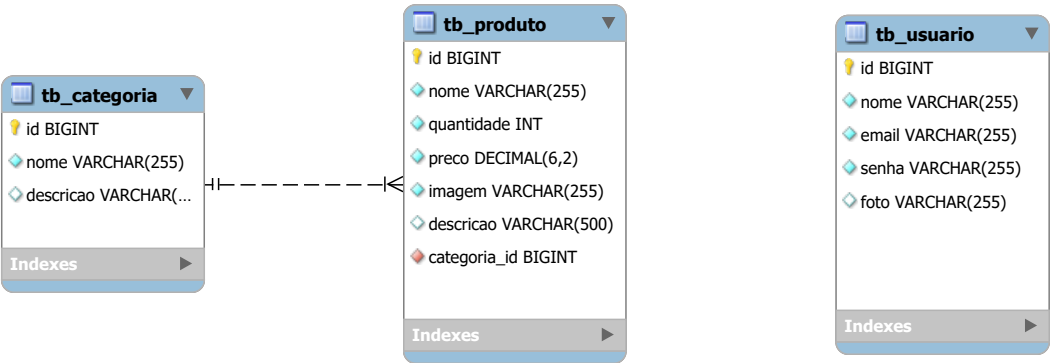 tb_categoria
id BIGINT
nome VARCHAR(255)
descricao VARCHAR(...
Indexes
tb_produto
id BIGINT
nome VARCHAR(255)
quantidade INT
preco DECIMAL(6,2)
imagem VARCHAR(255)
descricao VARCHAR(500)
categoria_id BIGINT
Indexes
tb_usuario
id BIGINT
nome VARCHAR(255)
email VARCHAR(255)
senha VARCHAR(255)
foto VARCHAR(255)
Indexes